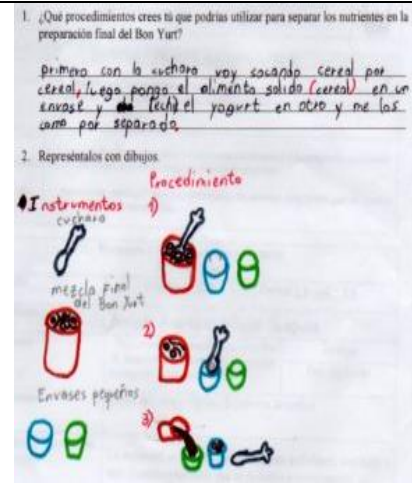 1. ¿Qué procedimientos crees tú que podrías utilizar para separar los nutrientes en la
preparación final del Bon Yurt?
primero con la cuchara voy sacando cereal por
cereal, luego pongo el alimento solido (cereal) en un
envase y el yogurt en otro y me los
como por separado.
2. Represéntalos con dibujos
Procedimiento
Instrumentos
1)
cuchara
mezcla final
del Bon Yurt
2)
Envases pequeños
3)